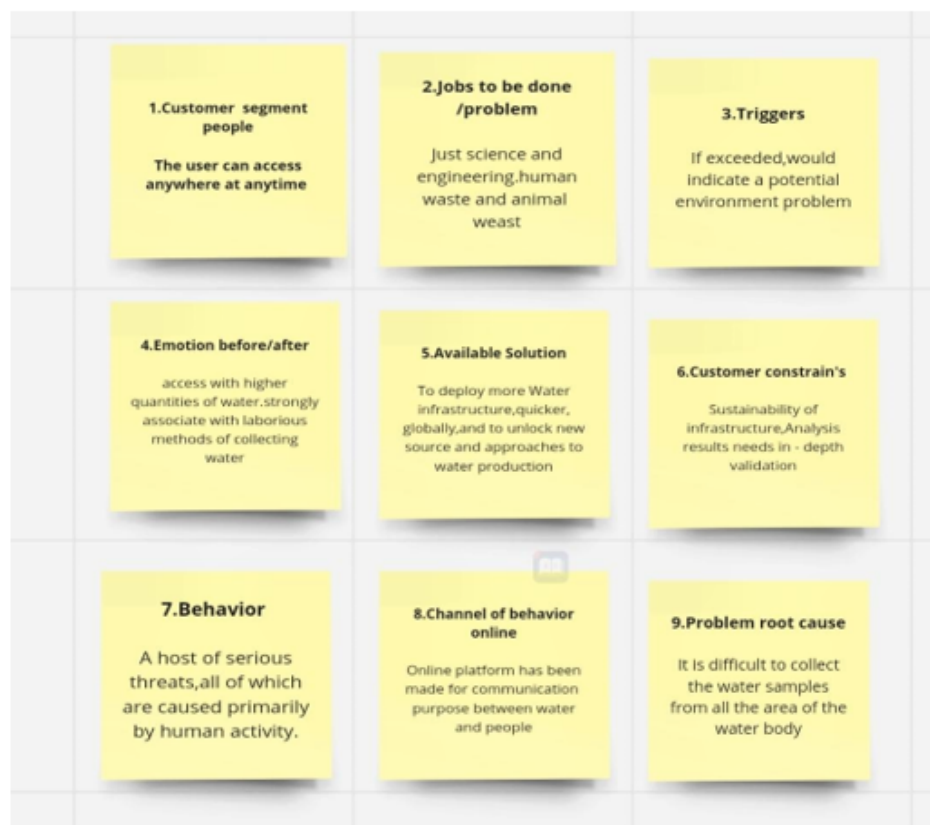 1.Customer segment
people
The user can access
anywhere at anytime
2.Jobs to be done
/problem
Just science and
engineering.human
waste and animal
weast
3.Triggers
If exceeded,would
indicate a potential
environment problem
4.Emotion before/after
access with higher
quantities of water.strongly
associate with laborious
methods of collecting
water
5.Available Solution
To deploy more Water
infrastructure,quicker,
globally,and to unlock new
source and approaches to
water production
6.Customer constrain's
Sustainability of
infrastructure,Analysis
results needs in - depth
validation
7.Behavior
A host of serious
threats,all of which
are caused primarily
by human activity.
8.Channel of behavior
online
Online platform has been
made for communication
purpose between water
and people
9.Problem root cause
It is difficult to collect
the water samples
from all the area of the
water body